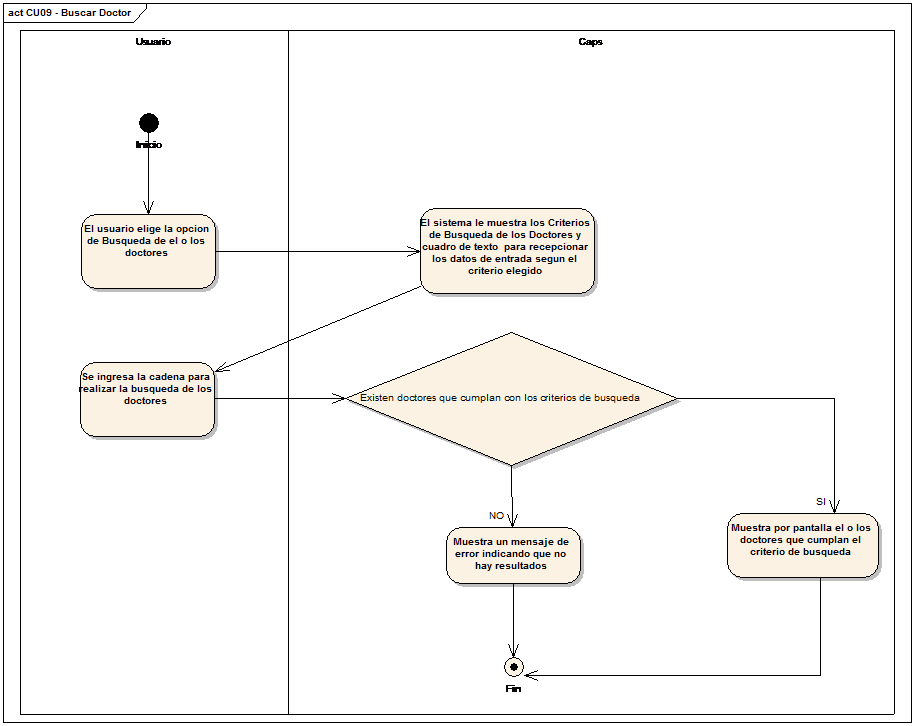 act CU09 - Buscar Doctor
Usuario
Caps
Inicio
El usuario elige la opcion
de Busqueda de el o los
doctores
El sistema le muestra los Criterios
de Busqueda de los Doctores y
cuadro de texto para recepcionar
los datos de entrada segun el
criterio elegido
Se ingresa la cadena para
realizar la busqueda de los
doctores
Existen doctores que cumplan con los criterios de busqueda
NO
SI
Muestra un mensaje de
error indicando que no
hay resultados
Muestra por pantalla el o los
doctores que cumplan el
criterio de busqueda
Fin